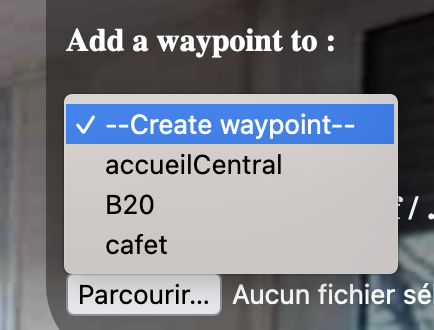 Add a waypoint to :
✓ --Create waypoint--
accueilCentral
B20
cafet
/ .
Parcourir... Aucun fichier sé